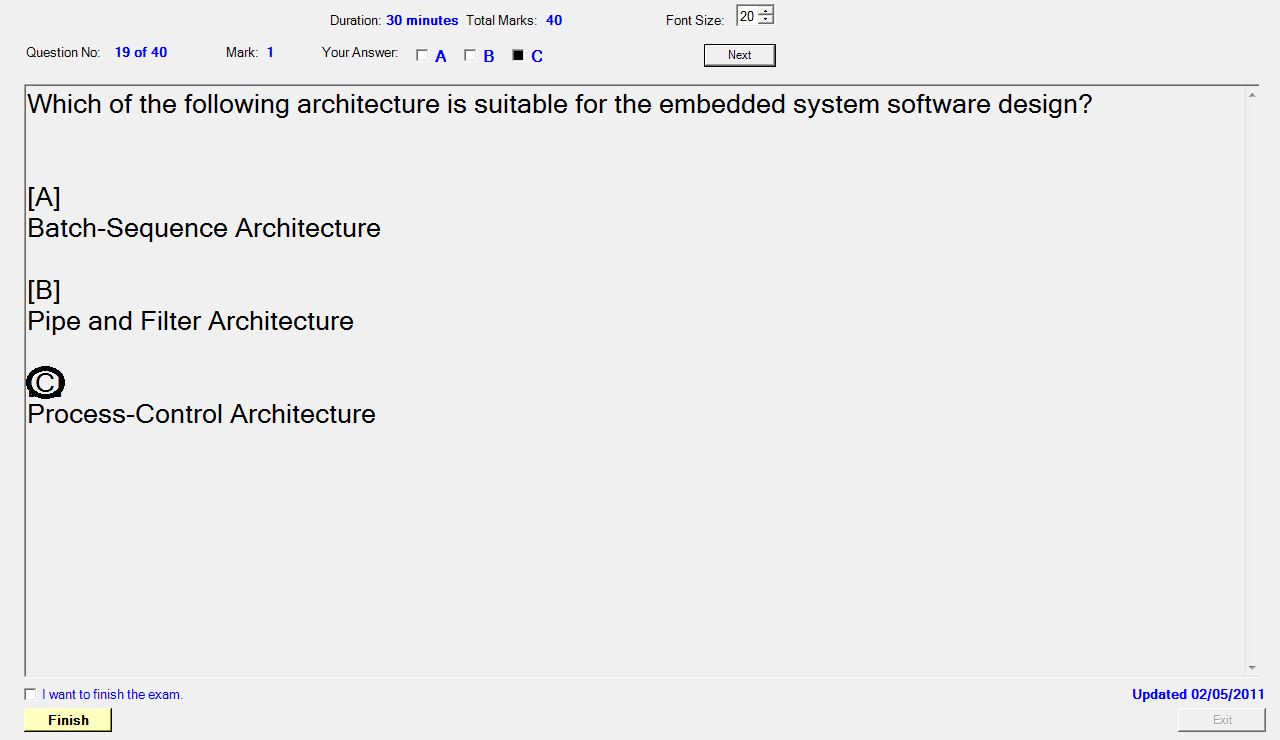 Duration: 30 minutes Total Marks: 40 Font Size: 20
Question No: 19 of 40 Mark: 1 Your Answer: A B C Next
Which of the following architecture is suitable for the embedded system software design?
[A]
Batch-Sequence Architecture
[B]
Pipe and Filter Architecture
[C]
Process-Control Architecture
I want to finish the exam. Updated 02/05/2011
Finish Exit